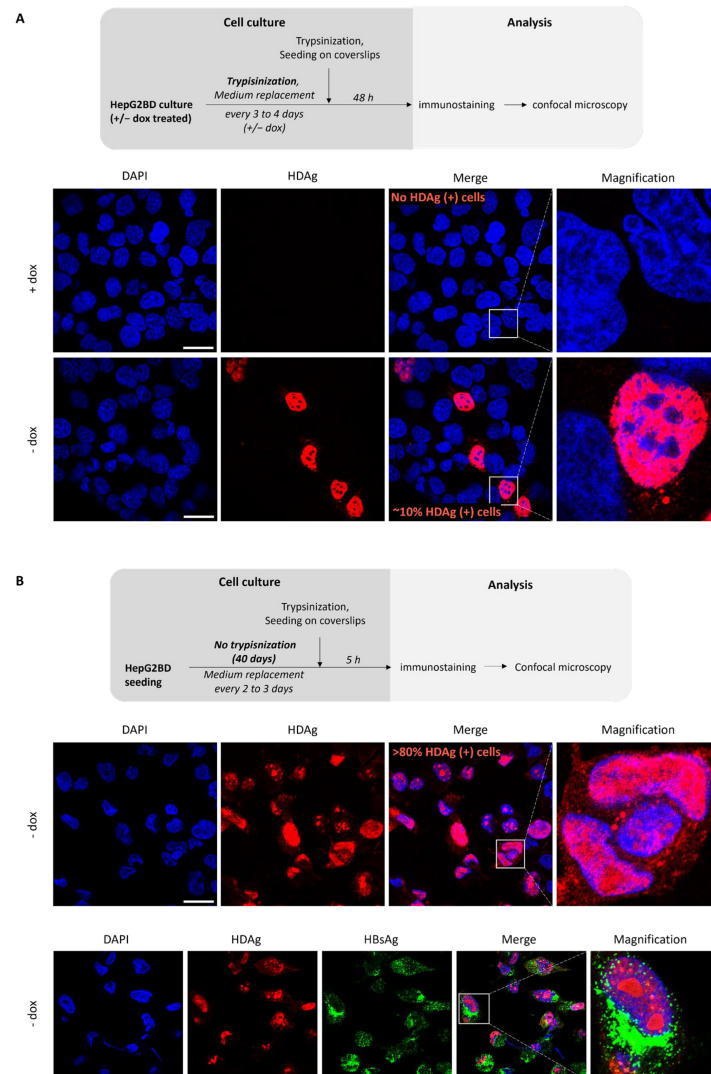 A
Cell culture
Analysis
Trypsinization,
Seeding on coverslips
Trypisinization,
Medium replacement
48 h
HepG2BD culture
(+/− dox treated)
immunostaining
confocal microscopy
every 3 to 4 days
(+/− dox)
DAPI
HDAg
Merge
Magnification
+ dox
No HDAg (+) cells
- dox
~10% HDAg (+) cells
B
Cell culture
Analysis
Trypsinization,
Seeding on coverslips
No trypisnization
(40 days)
5 h
HepG2BD
seeding
immunostaining
Confocal microscopy
Medium replacement
every 2 to 3 days
DAPI
HDAg
Merge
Magnification
- dox
>80% HDAg (+) cells
DAPI
HDAg
HBsAg
Merge
Magnification
- dox